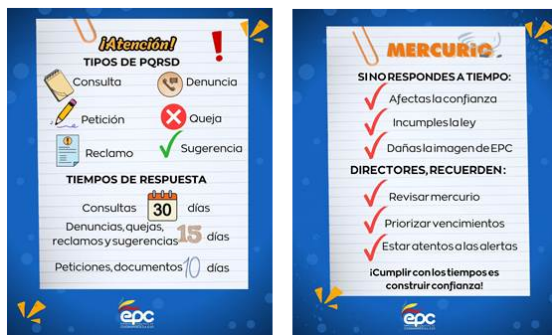 ¡Atención!
TIPOS DE PQRSD
Consulta
Denuncia
Petición
Queja
Reclamo
Sugerencia
TIEMPOS DE RESPUESTA
Consultas 30 días
Denuncias, quejas,
reclamos y sugerencias 15 días
Peticiones, documentos 10 días
epc
MERCURIO
SI NO RESPONDES A TIEMPO:
Afectas la confianza
Incumples la ley
Dañas la imagen de EPC
DIRECTORES, RECUERDEN:
Revisar mercurio
Priorizar vencimientos
Estar atentos a las alertas
¡Cumplir con los tiempos es
construir confianza!
epc